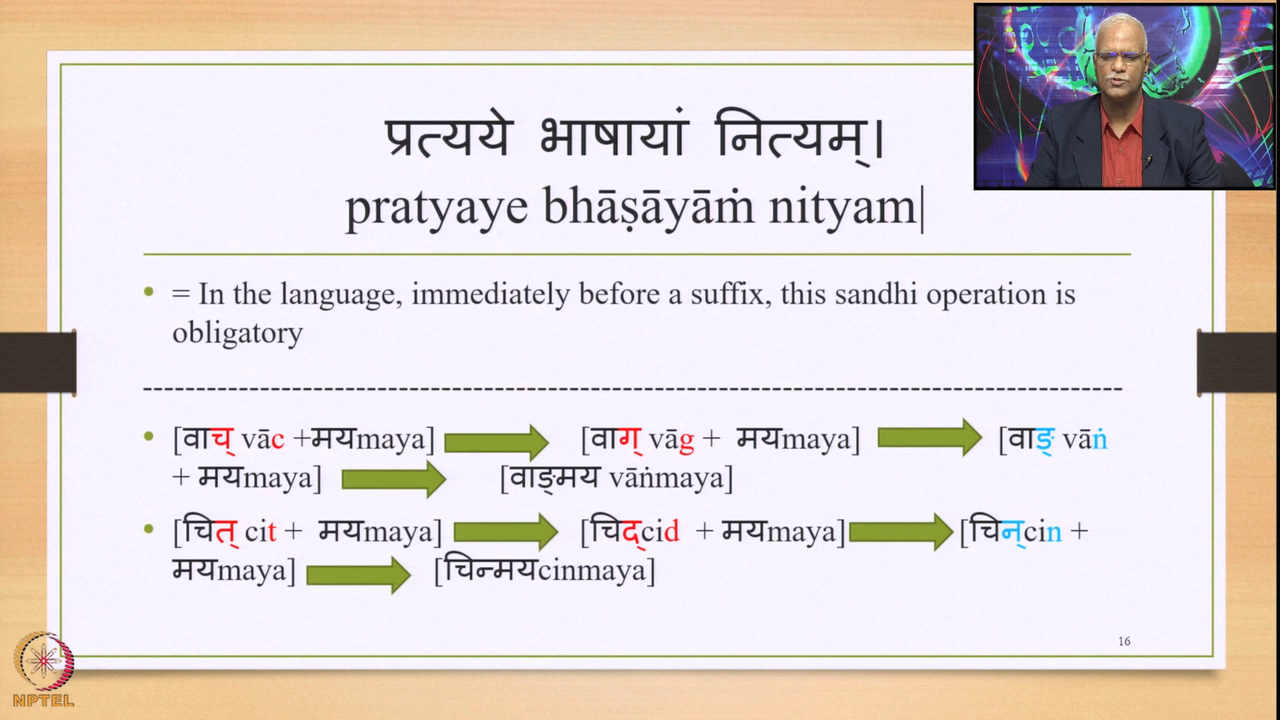 प्रत्यये भाषायां नित्यम्।
pratyaye bhāṣāyāṁ nityam|
• = In the language, immediately before a suffix, this sandhi operation is
obligatory
• [वाच् vāc +मयmaya] [वाग् vāg + मयmaya] [वाङ् vāṅ
+ मयmaya] [वाङ्मय vāṅmaya]
• [चित् cit + मयmaya] [चिद्cid + मयmaya] [चिन्cin +
मयmaya] [चिन्मयcinmaya]
16
NPTEL